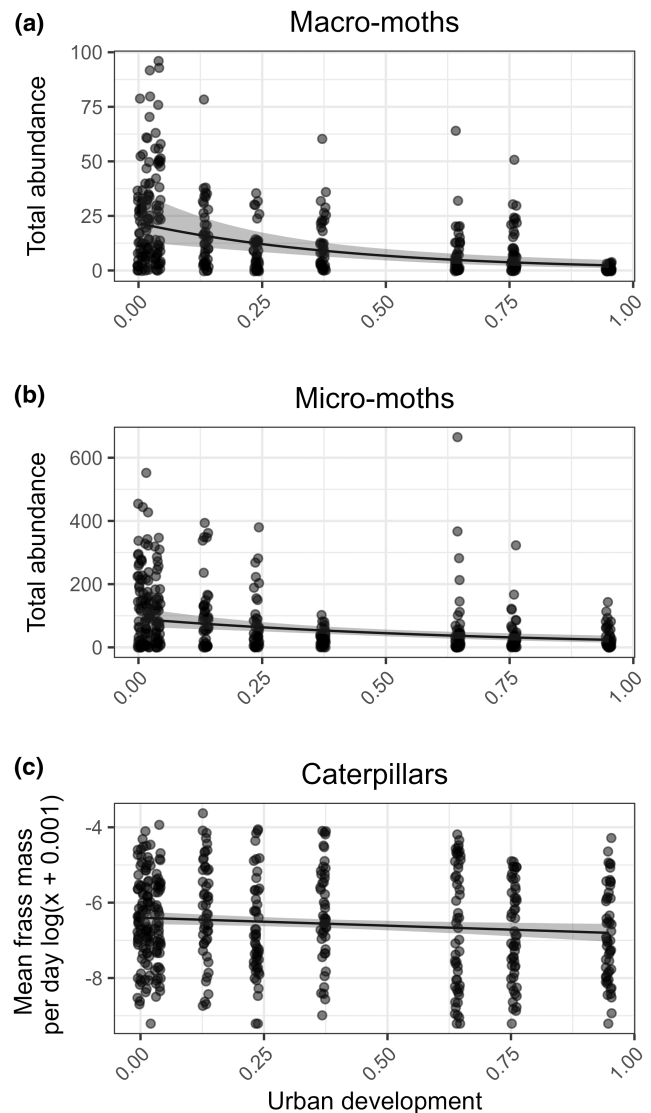 (a)
Macro-moths
Total abundance
100
75
50
25
0
0.00
0.25
0.50
0.75
1.00
(b)
Micro-moths
Total abundance
600
400
200
0
0.00
0.25
0.50
0.75
1.00
(c)
Caterpillars
Mean frass mass
per day log(x + 0.001)
-4
-6
-8
0.00
0.25
0.50
0.75
1.00
Urban development